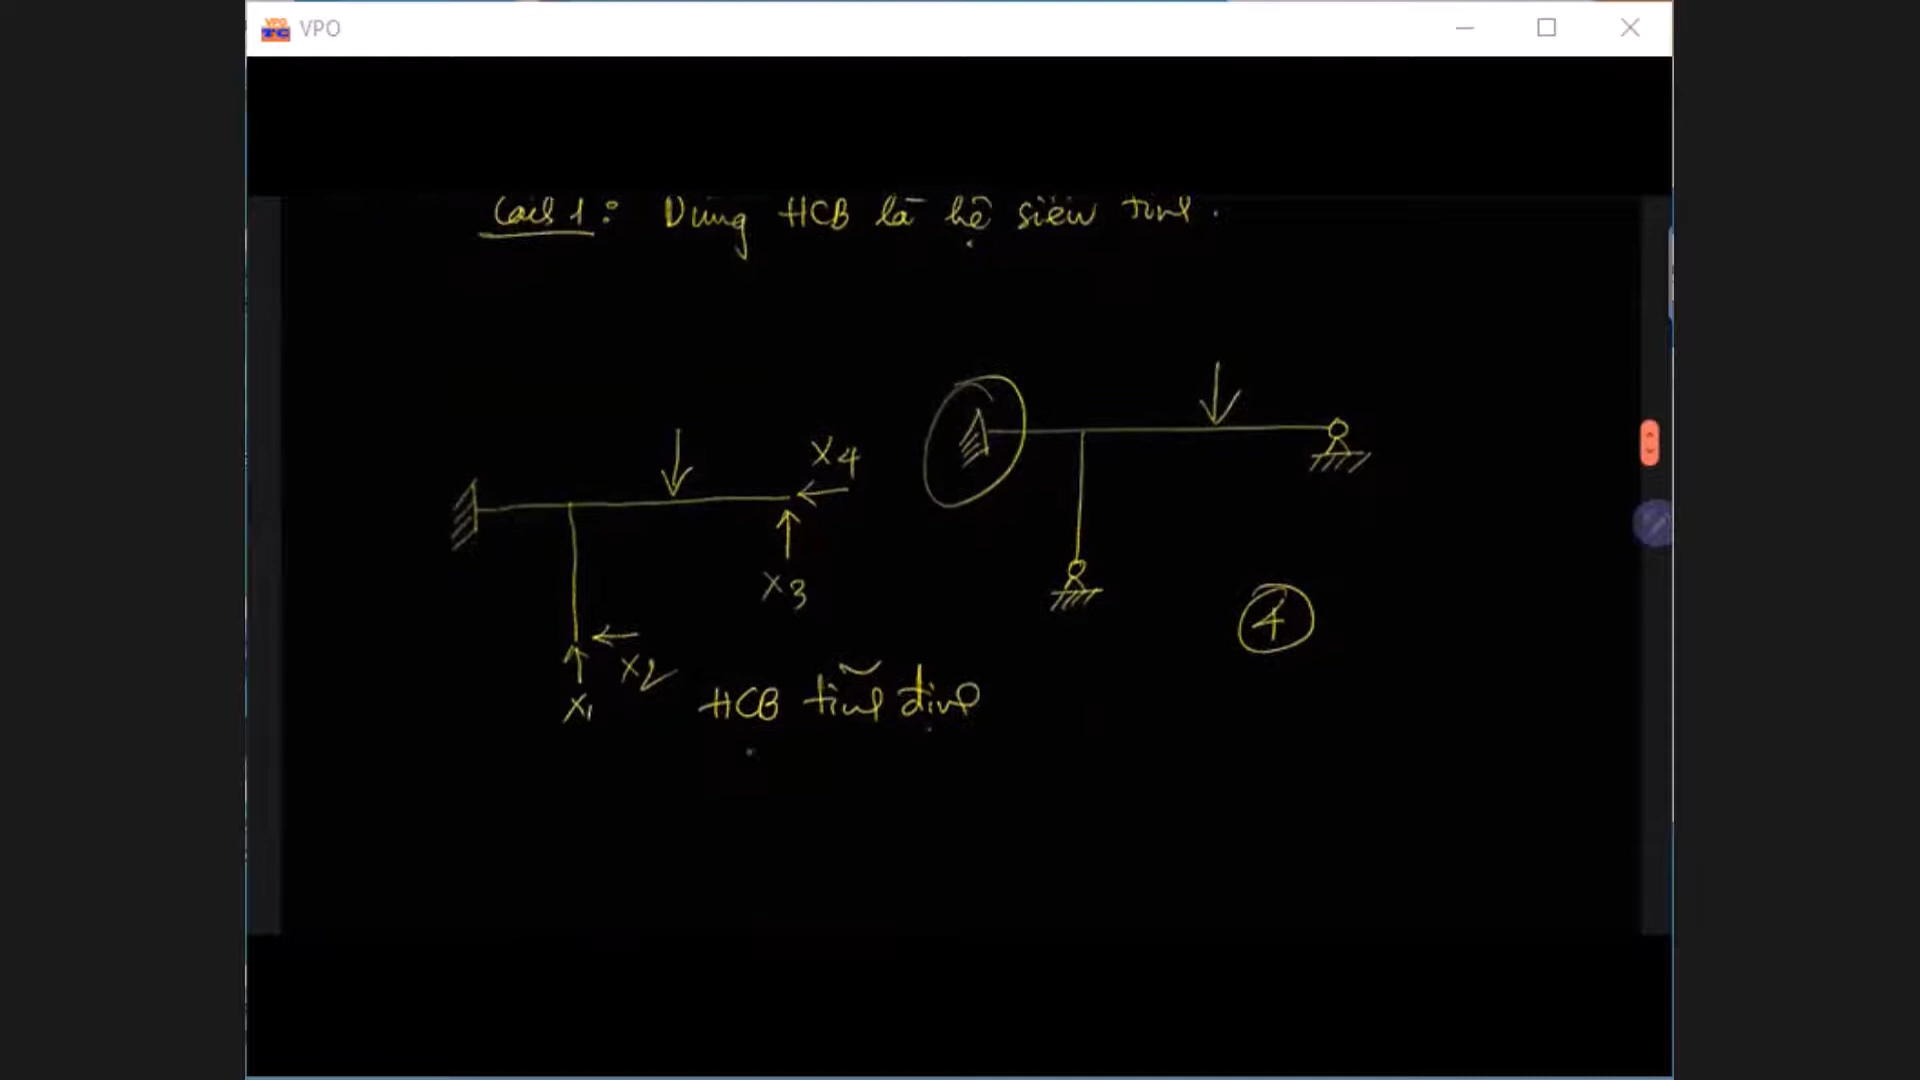 VPO
Cách 1: Dùng HCB là hệ siêu tĩnh.
X4
X3
4
X2
X1
HCB tĩnh định